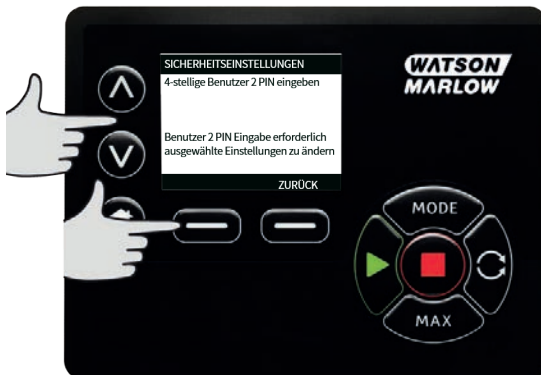 SICHERHEITSEINSTELLUNGEN
4-stellige Benutzer 2 PIN eingeben
Benutzer 2 PIN Eingabe erforderlich
ausgewählte Einstellungen zu ändern
ZURÜCK
WATSON
MARLOW
MODE
MAX